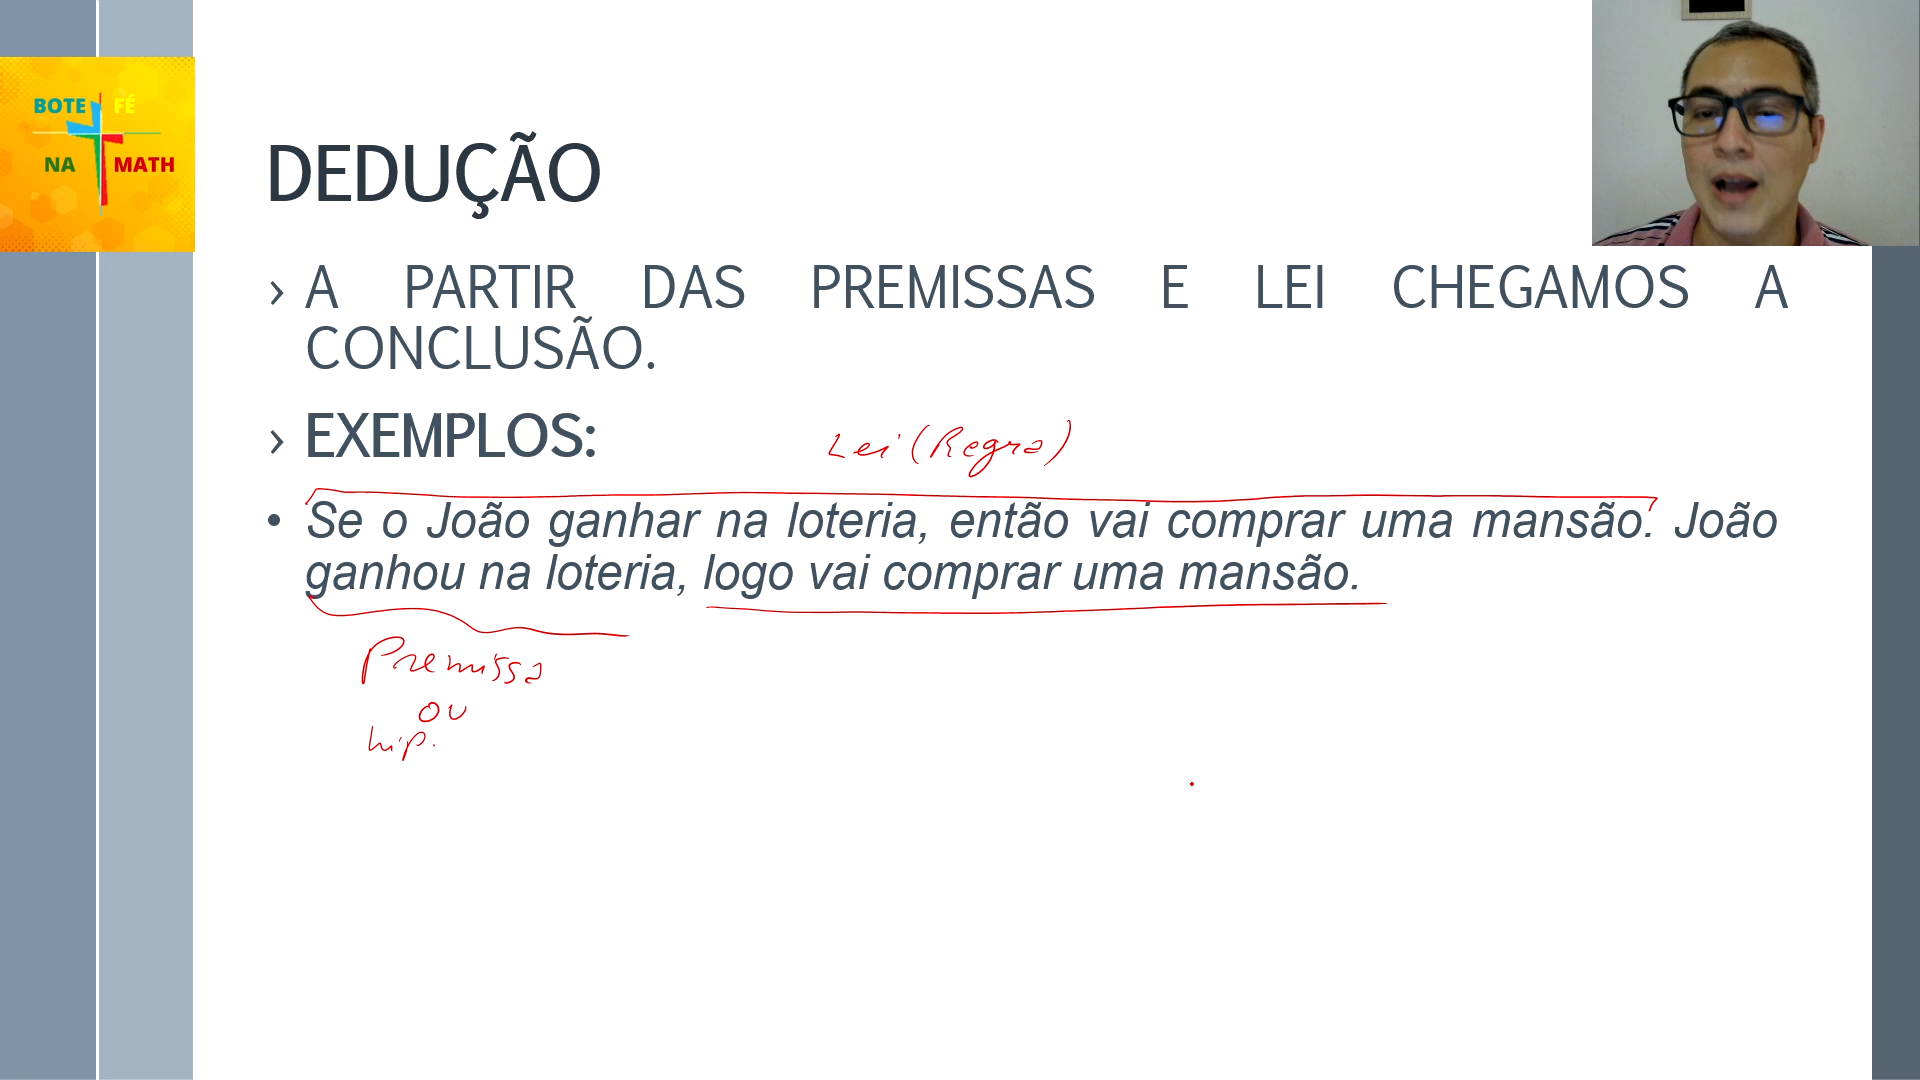 BOTE FÉ
NA MATH
DEDUÇÃO
› A PARTIR DAS PREMISSAS E LEI CHEGAMOS A
CONCLUSÃO.
› EXEMPLOS:
Lei (Regra)
• Se o João ganhar na loteria, então vai comprar uma mansão. João
ganhou na loteria, logo vai comprar uma mansão.
Premissa
ou
hip.